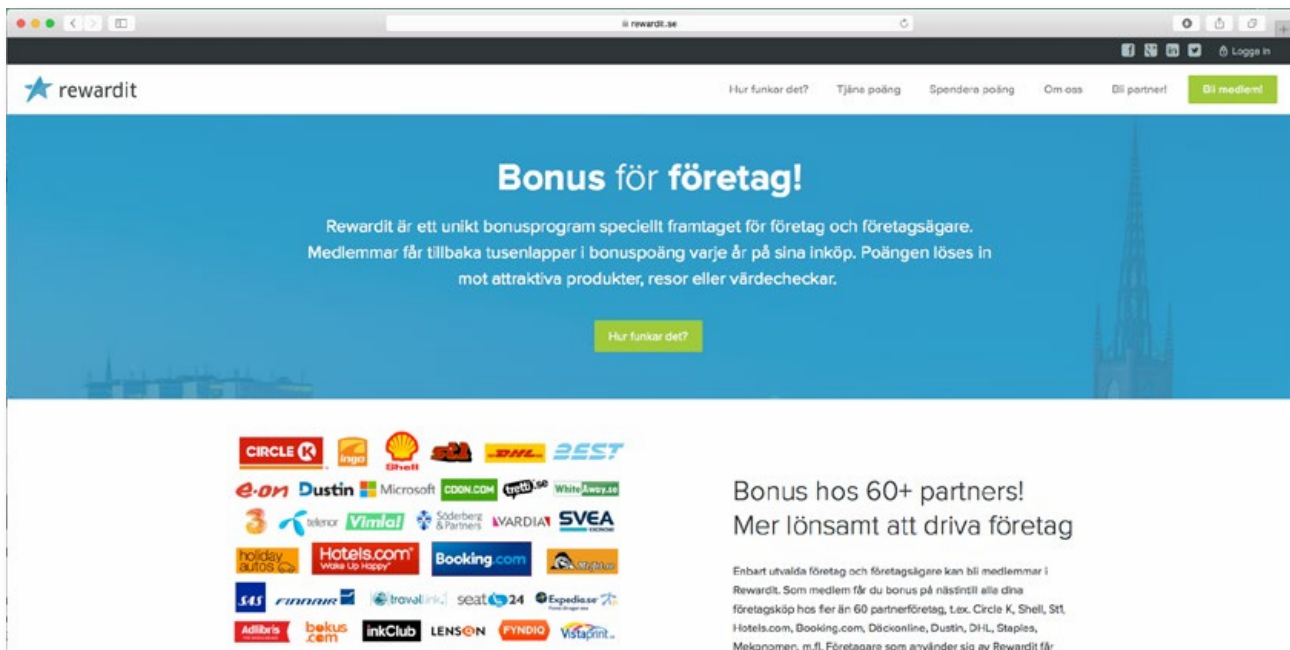 rewardit.se
Logga in
rewardit
Hur funkar det? Tjäna poäng Spendera poäng Om oss Bli partner! Bli medlem!
Bonus för företag!
Rewardit är ett unikt bonusprogram speciellt framtaget för företag och företagsägare.
Medlemmar får tillbaka tusenlappar i bonuspoäng varje år på sina inköp. Poängen löses in
mot attraktiva produkter, resor eller värdecheckar.
Hur funkar det?
CIRCLE K ingo Shell st1 DHL BEST
e.on Dustin Microsoft CDON.COM tretti.se WhiteAway.se
3 telenor Vimla! Söderberg & Partners VARDIA SVEA EKONOMI
holiday autos Hotels.com Wake Up Happy Booking.com
SAS FINNAIR travellink. seat24 Expedia.se
Adlibris bokus.com inkClub LENSON FYNDIQ Vistaprint
Bonus hos 60+ partners!
Mer lönsamt att driva företag
Enbart utvalda företag och företagsägare kan bli medlemmar i
Rewardit. Som medlem får du bonus på nästintill alla dina
företagsköp hos fler än 60 partnerföretag, t.ex. Circle K, Shell, St1,
Hotels.com, Booking.com, Däckonline, Dustin, DHL, Staples,
Mekonomen, m.fl. Företagare som använder sig av Rewardit får